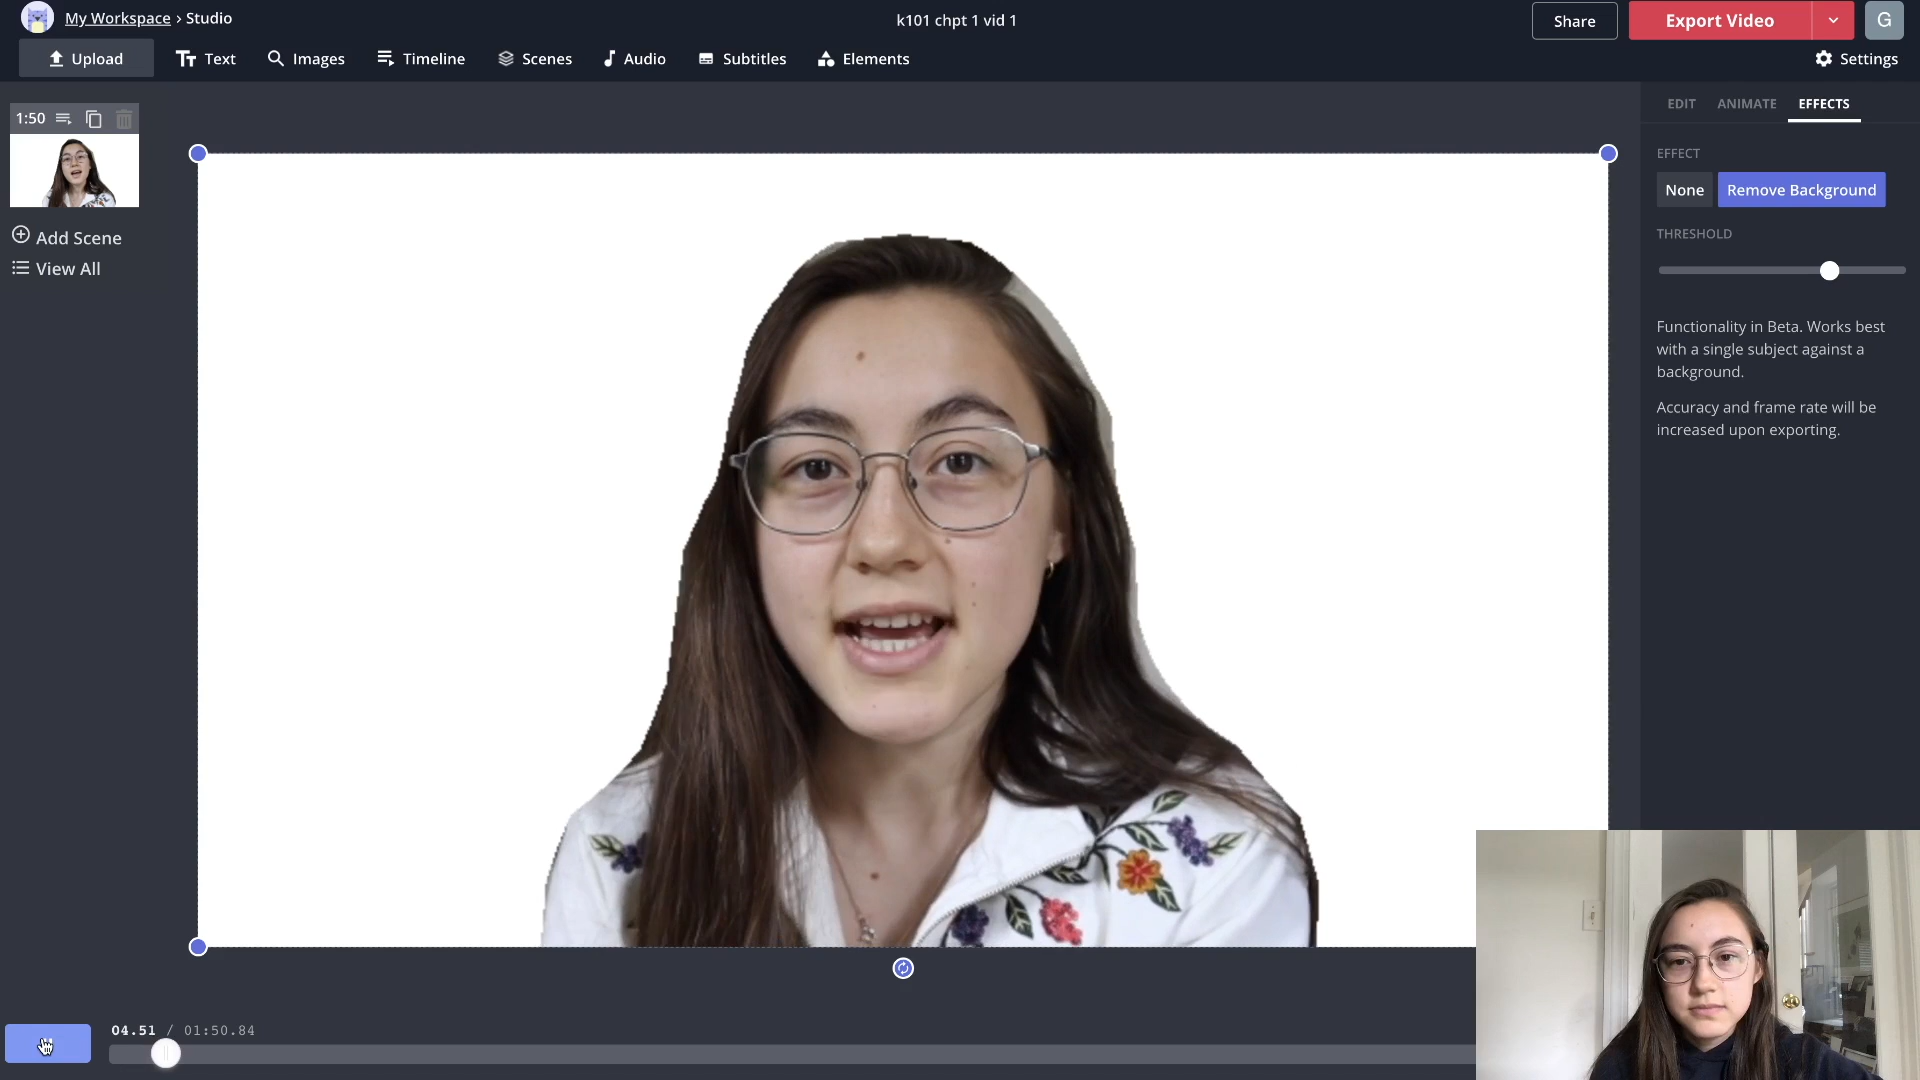 My Workspace › Studio
k101 chpt 1 vid 1
Share
Export Video
G
Upload
Text
Images
Timeline
Scenes
Audio
Subtitles
Elements
Settings
1:50
Add Scene
View All
EDIT
ANIMATE
EFFECTS
EFFECT
None
Remove Background
THRESHOLD
Functionality in Beta. Works best
with a single subject against a
background.
Accuracy and frame rate will be
increased upon exporting.
04.51 / 01:50.84